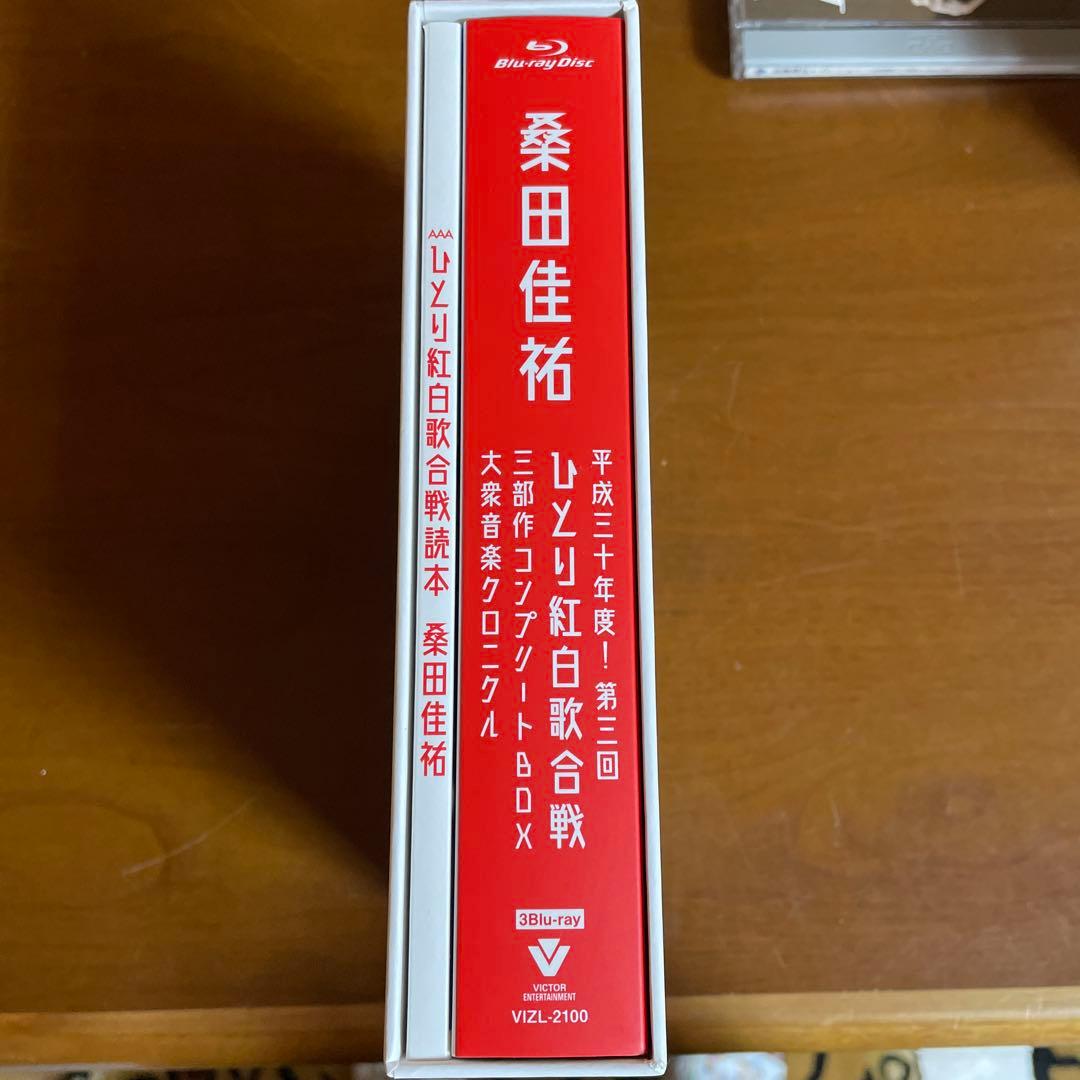 Blu-ray Disc
桑田佳祐
平成三十年度！第三回
ひとり紅白歌合戦
三部作コンプリートBOX
大衆音楽クロニクル
3Blu-ray
VICTOR
ENTERTAINMENT
VIZL-2100
AAA
ひとり紅白歌合戦読本 桑田佳祐